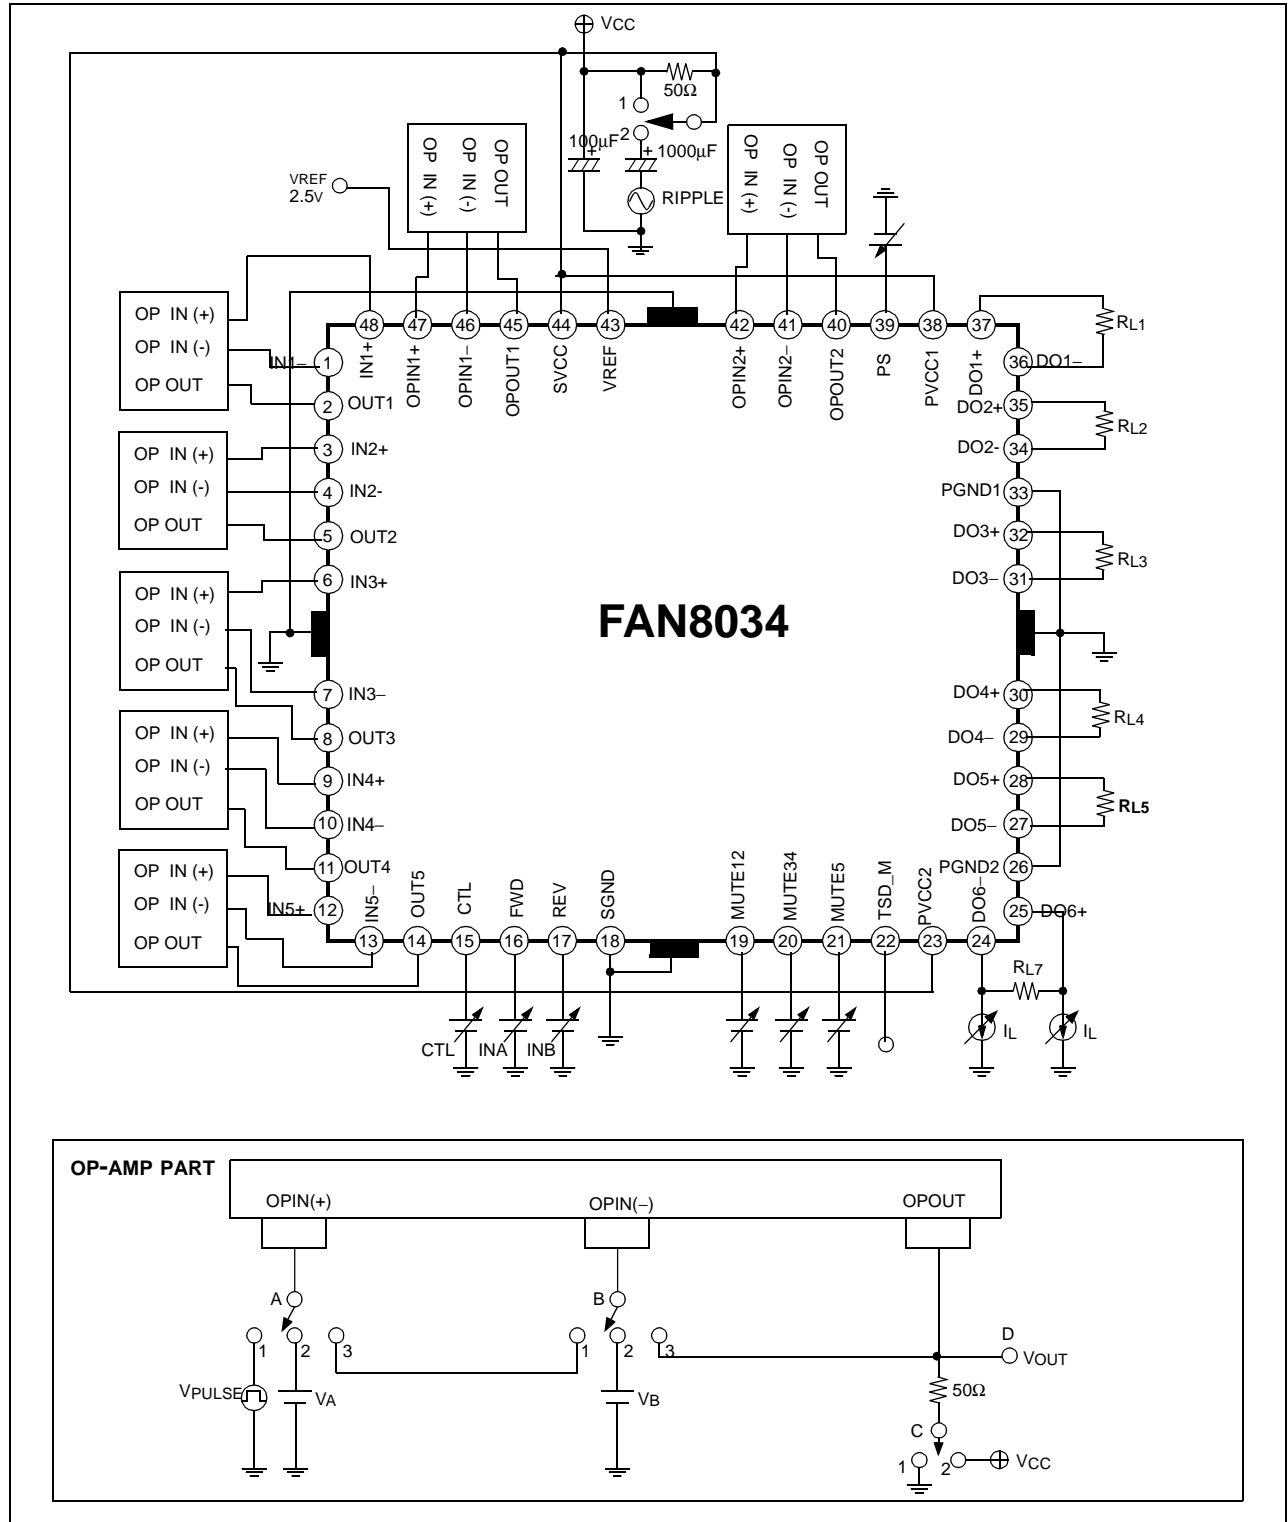 VCC
50Ω
1
2
100μF
+
+
1000μF
RIPPLE
VREF
2.5V
OP IN (+)
OP IN (-)
OP OUT
OP IN (+)
OP IN (-)
OP OUT
48
47
46
45
44
43
42
41
40
39
38
37
IN1+
OPIN1+
OPIN1−
OPOUT1
SVCC
VREF
OPIN2+
OPIN2−
OPOUT2
PS
PVCC1
DO1+
RL1
OP IN (+)
OP IN (-)
OP OUT
IN1−
1
2
OUT1
36
DO1−
DO2+
35
RL2
DO2-
34
OP IN (+)
OP IN (-)
OP OUT
3
IN2+
4
IN2-
5
OUT2
PGND1
33
DO3+
32
RL3
DO3−
31
OP IN (+)
OP IN (-)
OP OUT
6
IN3+
FAN8034
7
IN3−
8
OUT3
DO4+
30
RL4
DO4−
29
OP IN (+)
OP IN (-)
OP OUT
9
IN4+
10
IN4−
11
OUT4
DO5+
28
RL5
DO5−
27
PGND2
26
OP IN (+)
OP IN (-)
OP OUT
IN5+
12
25
DO6+
IN5−
OUT5
CTL
FWD
REV
SGND
MUTE12
MUTE34
MUTE5
TSD_M
PVCC2
DO6−
13
14
15
16
17
18
19
20
21
22
23
24
RL7
IL
IL
CTL
INA
INB
OP-AMP PART
OPIN(+)
OPIN(−)
OPOUT
A
1
2
3
B
1
2
3
D
VOUT
VPULSE
VA
VB
50Ω
C
1
2
VCC